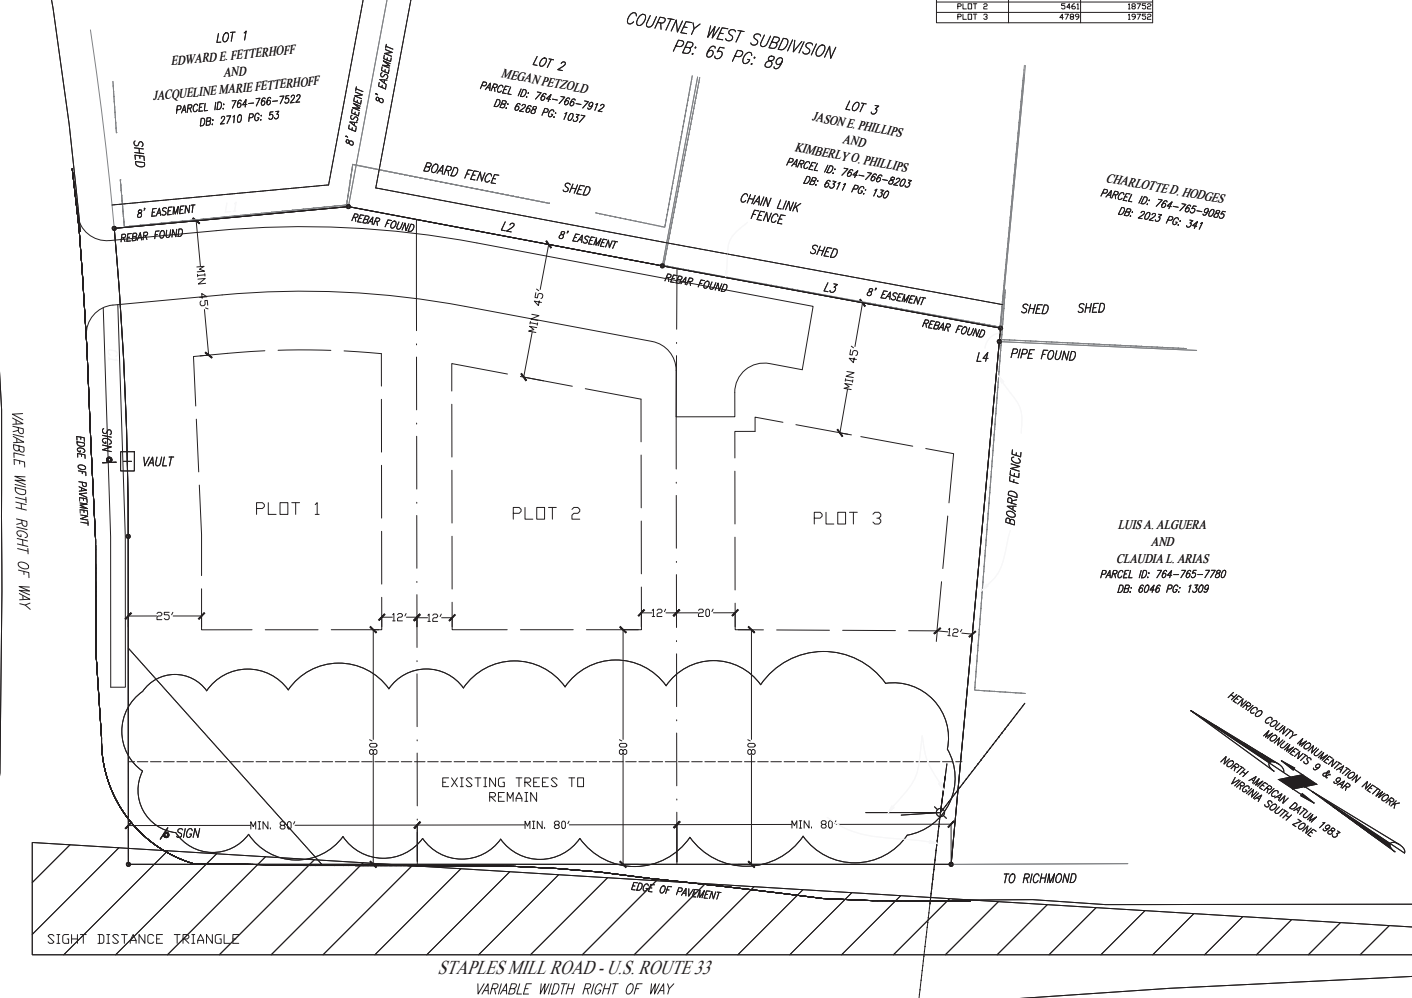 PLOT 2 5461 18752
PLOT 3 4789 19752
COURTNEY WEST SUBDIVISION
PB: 65 PG: 89
LOT 1
EDWARD E. FETTERHOFF
AND
JACQUELINE MARIE FETTERHOFF
PARCEL ID: 764-766-7522
DB: 2710 PG: 53
SHED
8' EASEMENT
8' EASEMENT
LOT 2
MEGAN PETZOLD
PARCEL ID: 764-766-7912
DB: 6268 PG: 1037
BOARD FENCE
SHED
LOT 3
JASON E. PHILLIPS
AND
KIMBERLY O. PHILLIPS
PARCEL ID: 764-766-8203
DB: 6311 PG: 130
CHAIN LINK
FENCE
SHED
CHARLOTTE D. HODGES
PARCEL ID: 764-765-9085
DB: 2023 PG: 341
8' EASEMENT
REBAR FOUND
REBAR FOUND
L2
8' EASEMENT
REBAR FOUND
L3
8' EASEMENT
REBAR FOUND
SHED
SHED
L4
PIPE FOUND
MIN 45'
MIN 45'
MIN 45'
VARIABLE WIDTH RIGHT OF WAY
EDGE OF PAVEMENT
SIGN
VAULT
PLOT 1
PLOT 2
PLOT 3
BOARD FENCE
LUIS A. ALGUERA
AND
CLAUDIA L. ARIAS
PARCEL ID: 764-765-7780
DB: 6046 PG: 1309
25'
12'
12'
12'
20'
12'
80'
80'
80'
EXISTING TREES TO
REMAIN
SIGN
MIN. 80'
MIN. 80'
MIN. 80'
HENRICO COUNTY MONUMENTATION NETWORK
MONUMENTS 9 & 9AR
NORTH AMERICAN DATUM 1983
VIRGINIA SOUTH ZONE
TO RICHMOND
EDGE OF PAVEMENT
SIGHT DISTANCE TRIANGLE
STAPLES MILL ROAD - U.S. ROUTE 33
VARIABLE WIDTH RIGHT OF WAY